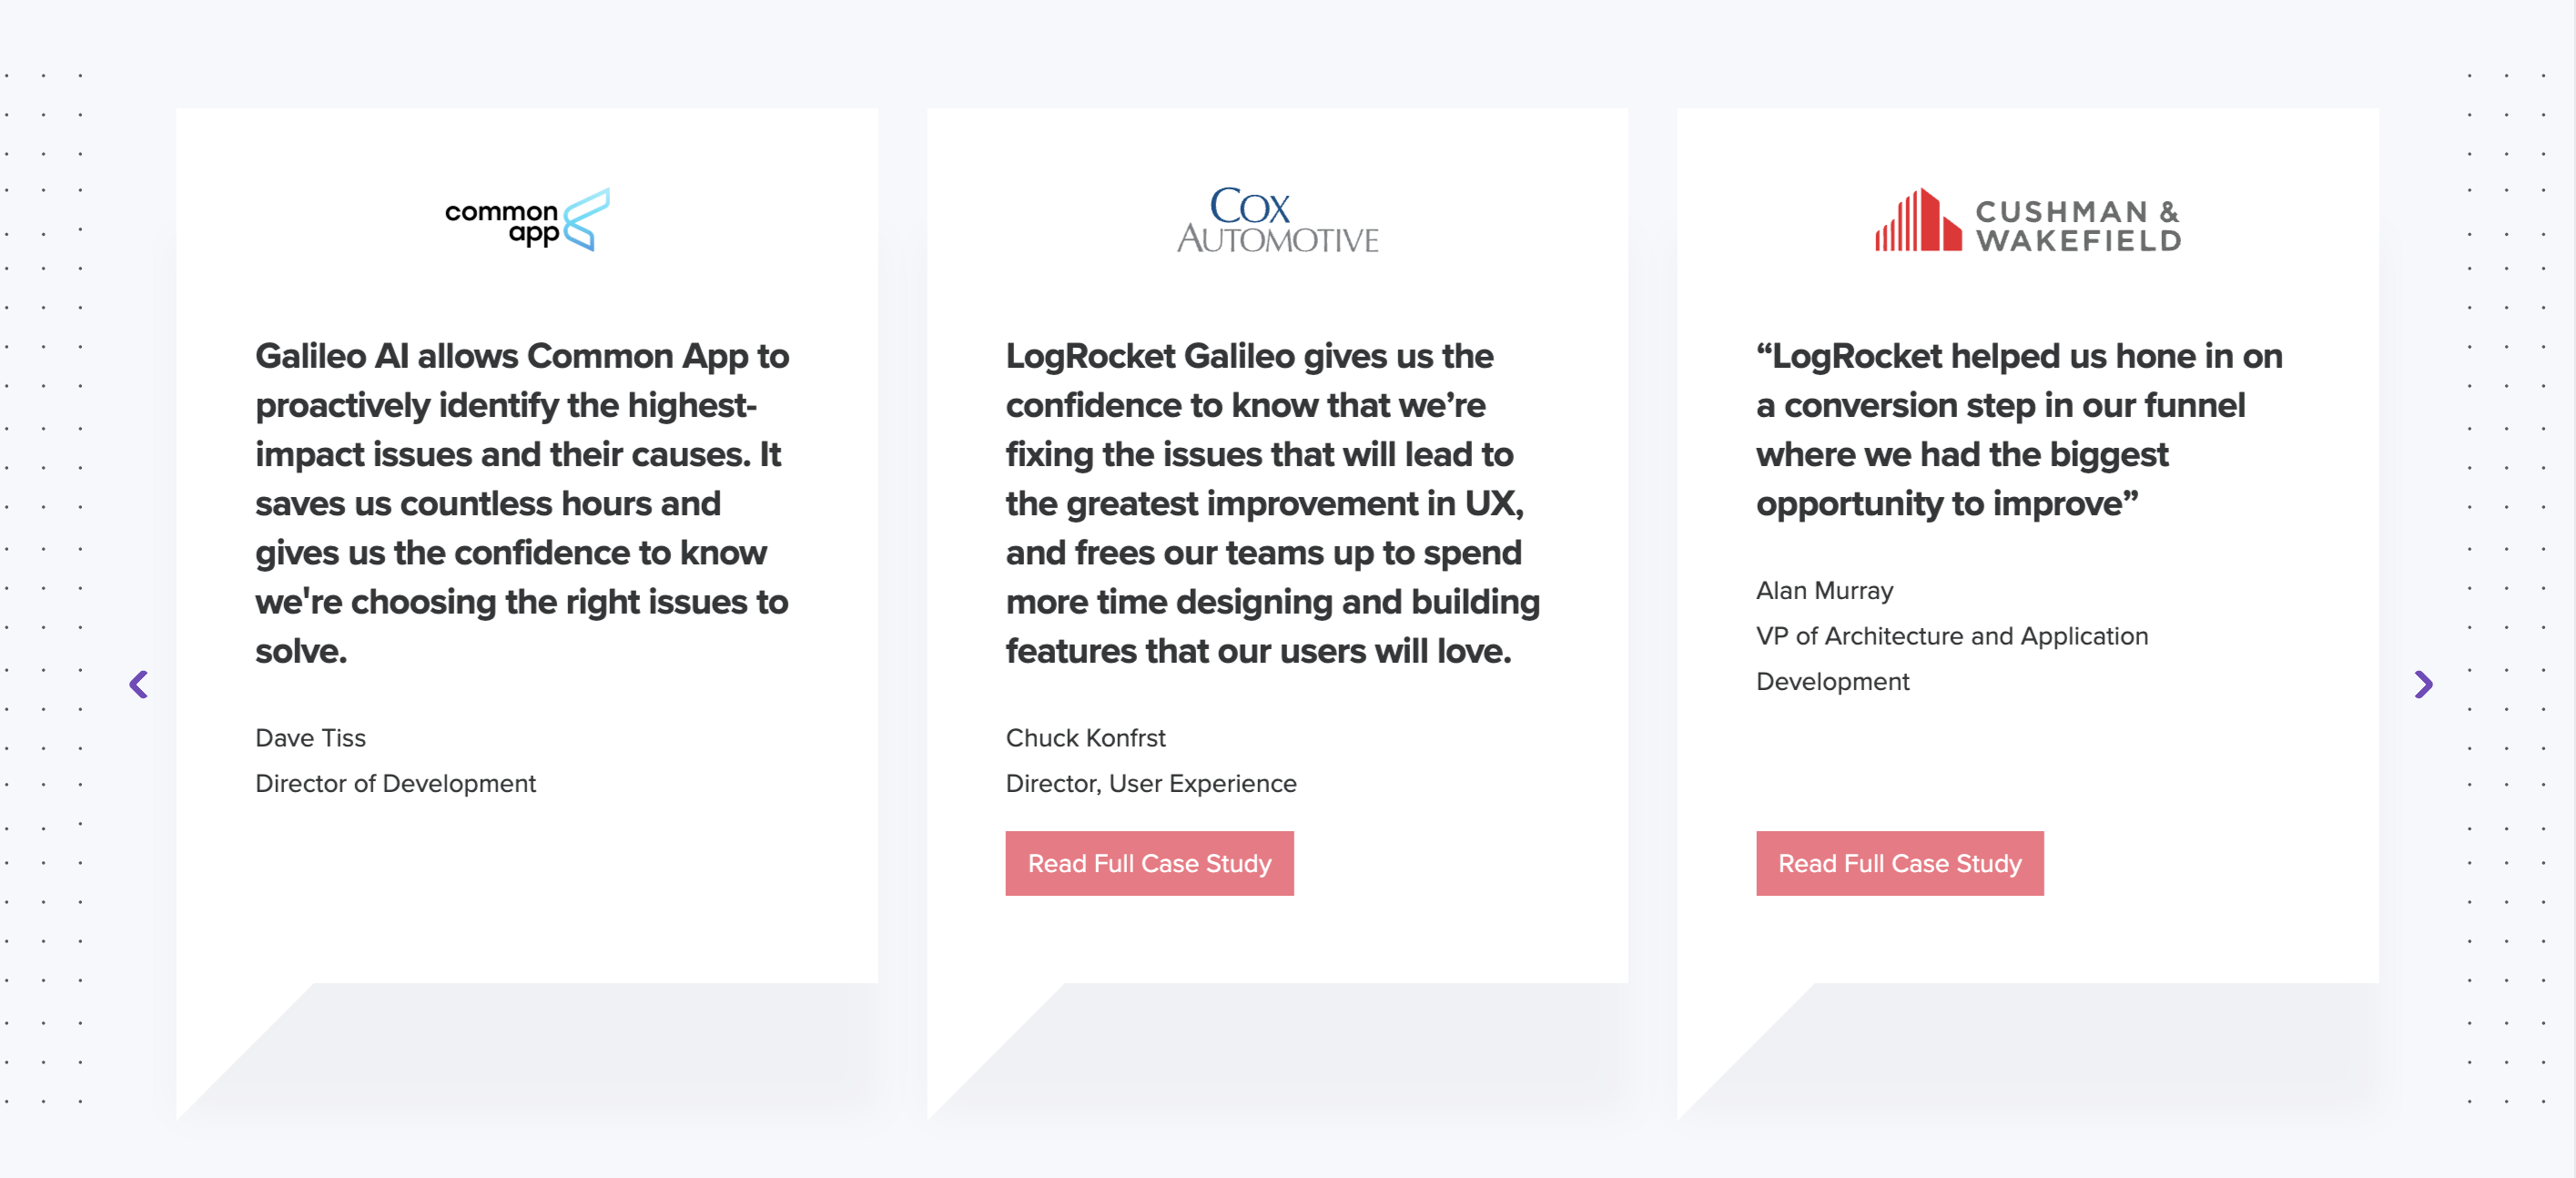 common
app
Galileo AI allows Common App to
proactively identify the highest-
impact issues and their causes. It
saves us countless hours and
gives us the confidence to know
we're choosing the right issues to
solve.
Dave Tiss
Director of Development
COX
AUTOMOTIVE
LogRocket Galileo gives us the
confidence to know that we’re
fixing the issues that will lead to
the greatest improvement in UX,
and frees our teams up to spend
more time designing and building
features that our users will love.
Chuck Konfrst
Director, User Experience
Read Full Case Study
CUSHMAN &
WAKEFIELD
“LogRocket helped us hone in on
a conversion step in our funnel
where we had the biggest
opportunity to improve”
Alan Murray
VP of Architecture and Application
Development
Read Full Case Study